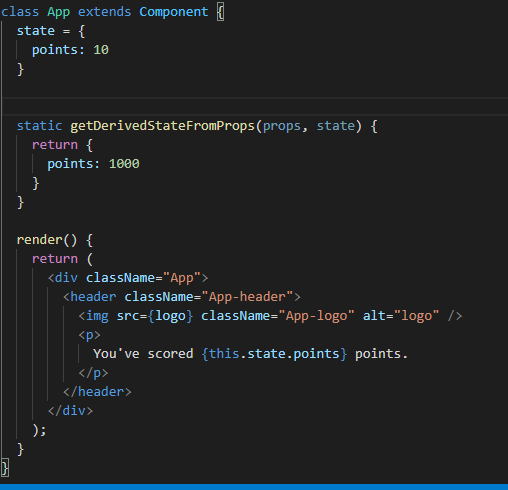 class App extends Component {
  state = {
    points: 10
  }

  static getDerivedStateFromProps(props, state) {
    return {
      points: 1000
    }
  }

  render() {
    return (
      <div className="App">
        <header className="App-header">
          <img src={logo} className="App-logo" alt="logo" />
          <p>
            You've scored {this.state.points} points.
          </p>
        </header>
      </div>
    );
  }
}